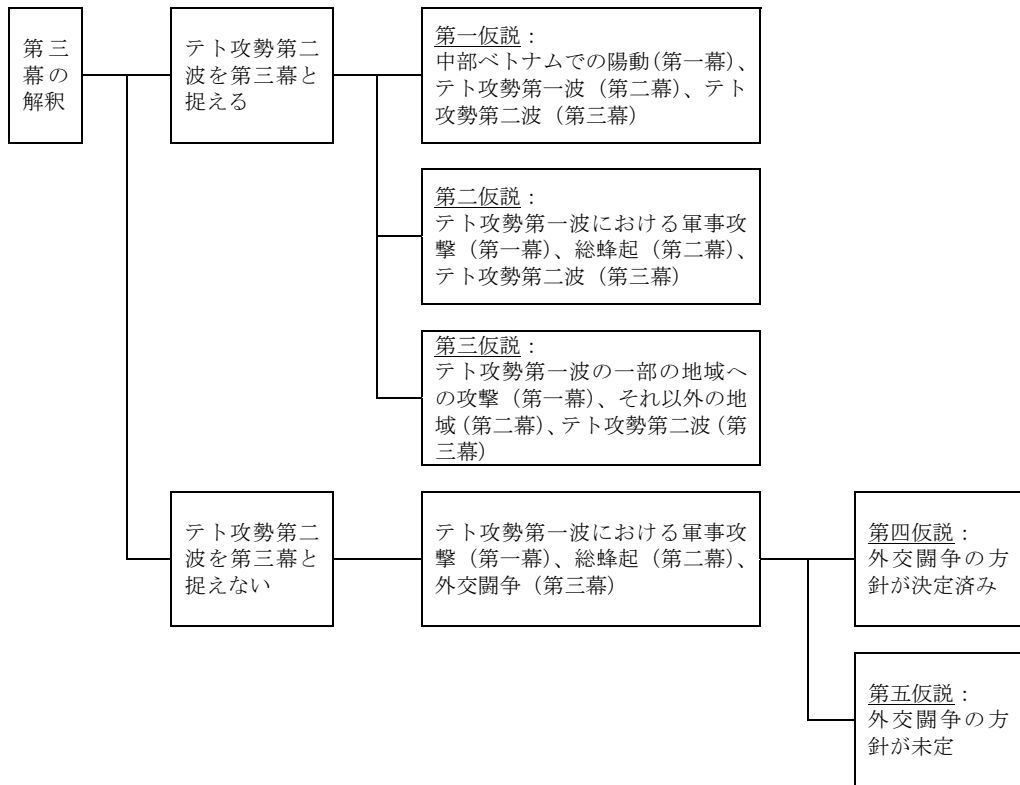 第三
幕の
解釈
テト攻勢第二
波を第三幕と
捉える
第一仮説：
中部ベトナムでの陽動（第一幕）、
テト攻勢第一波（第二幕）、テト
攻勢第二波（第三幕）
第二仮説：
テト攻勢第一波における軍事攻
撃（第一幕）、総蜂起（第二幕）、
テト攻勢第二波（第三幕）
第三仮説：
テト攻勢第一波の一部の地域へ
の攻撃（第一幕）、それ以外の地
域（第二幕）、テト攻勢第二波（第
三幕）
テト攻勢第二
波を第三幕と
捉えない
テト攻勢第一波における軍事攻
撃（第一幕）、総蜂起（第二幕）、
外交闘争（第三幕）
第四仮説：
外交闘争の方
針が決定済み
第五仮説：
外交闘争の方
針が未定